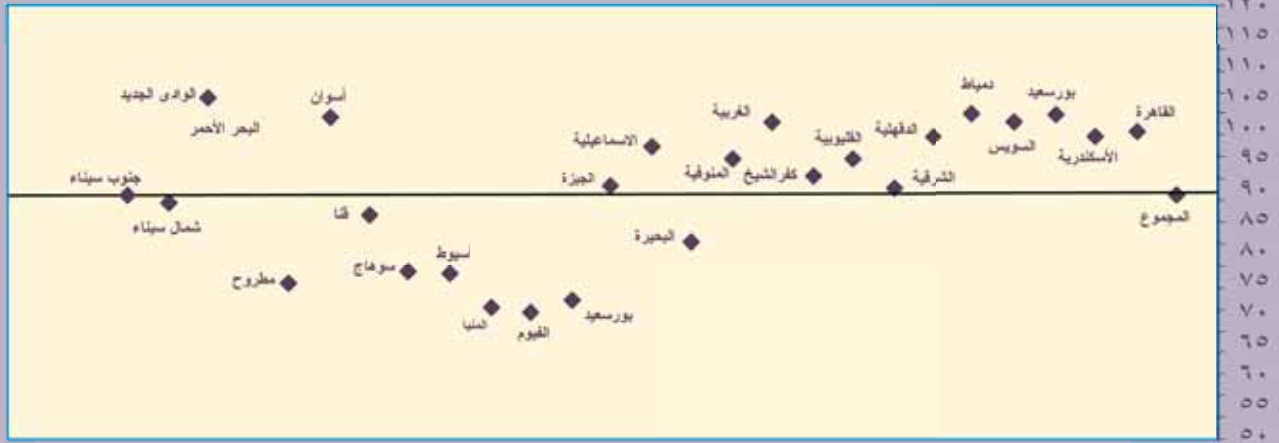 ١٢٠
١١٥
١١٠
١٠٥
١٠٠
٩٥
٩٠
٨٥
٨٠
٧٥
٧٠
٦٥
٦٠
٥٥
٥٠
القاهرة
الأسكندرية
بورسعيد
السويس
دمياط
الدقهلية
الشرقية
القليوبية
كفرالشيخ
الغربية
المنوفية
البحيرة
الاسماعيلية
الجيزة
بورسعيد
الفيوم
المنيا
أسيوط
سوهاج
قنا
أسوان
مطروح
الوادى الجديد
البحر الأحمر
شمال سيناء
جنوب سيناء
المجموع